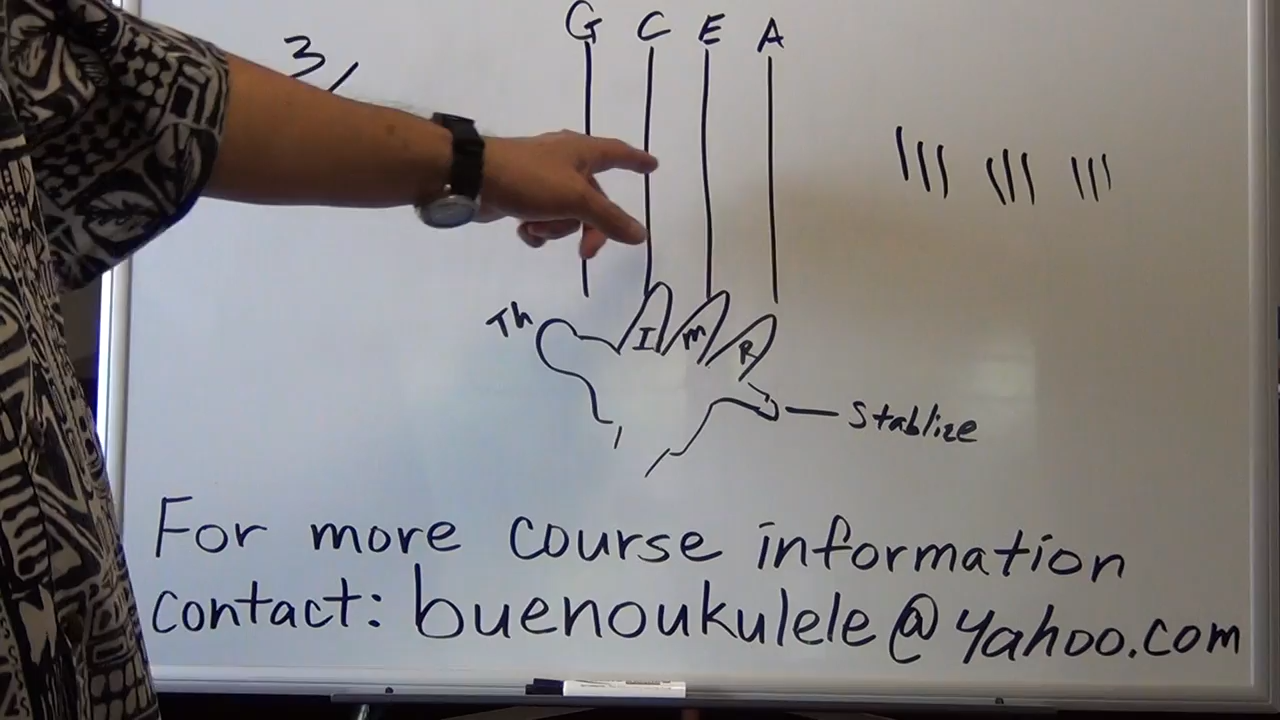 3/
G C E A
Th
I M R
Stablize
For more course information
contact: buenoukulele@yahoo.com